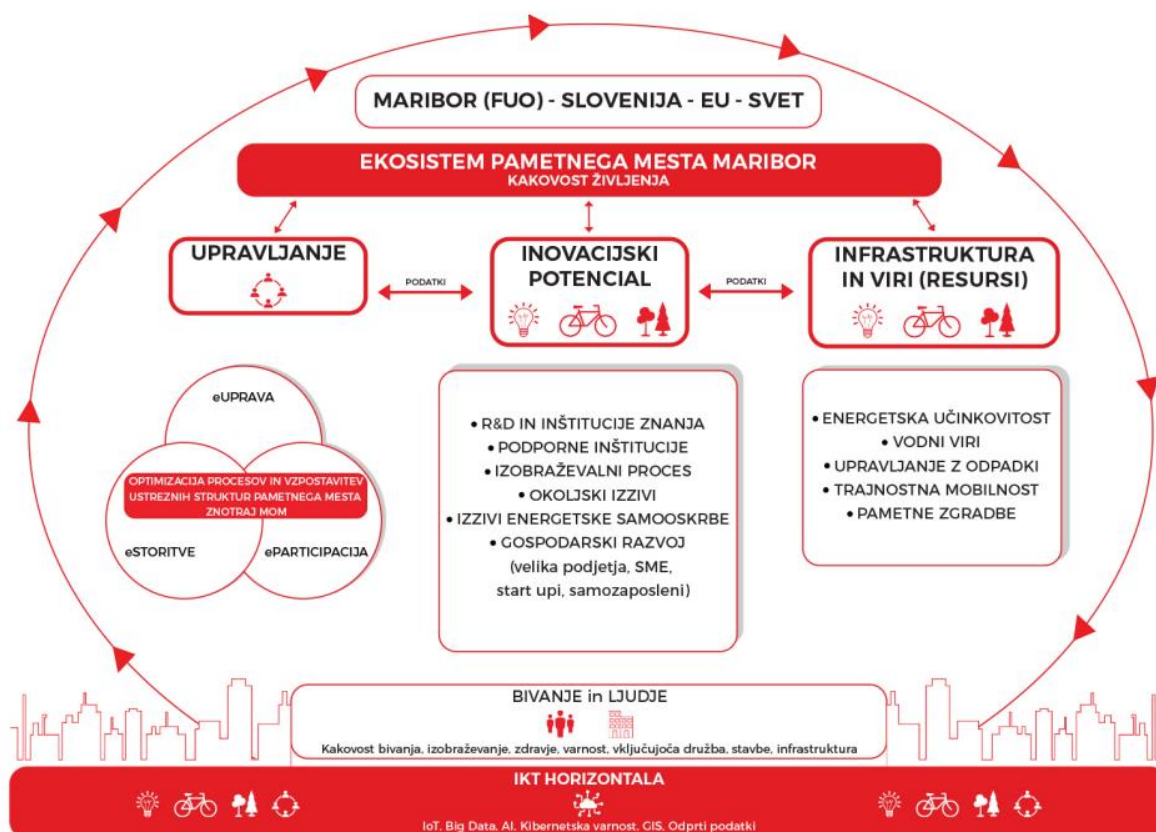 MARIBOR (FUO) - SLOVENIJA - EU - SVET
EKOSISTEM PAMETNEGA MESTA MARIBOR
KAKOVOST ŽIVLJENJA
UPRAVLJANJE
PODATKI
INOVACIJSKI
POTENCIAL
PODATKI
INFRASTRUKTURA
IN VIRI (RESURSI)
eUPRAVA
OPTIMIZACIJA PROCESOV IN VZPOSTAVITEV
USTREZNIH STRUKTUR PAMETNEGA MESTA
ZNOTRAJ MOM
eSTORITVE
ePARTICIPACIJA
• R&D IN INŠTITUCIJE ZNANJA
• PODPORNE INŠTITUCIJE
• IZOBRAŽEVALNI PROCES
• OKOLJSKI IZZIVI
• IZZIVI ENERGETSKE SAMOOSKRBE
• GOSPODARSKI RAZVOJ
(velika podjetja, SME,
start upi, samozaposleni)
• ENERGETSKA UČINKOVITOST
• VODNI VIRI
• UPRAVLJANJE Z ODPADKI
• TRAJNOSTNA MOBILNOST
• PAMETNE ZGRADBE
BIVANJE in LJUDJE
Kakovost bivanja, izobraževanje, zdravje, varnost, vključujoča družba, stavbe, infrastruktura
IKT HORIZONTALA
IoT, Big Data, AI, Kibernetska varnost, GIS, Odprti podatki